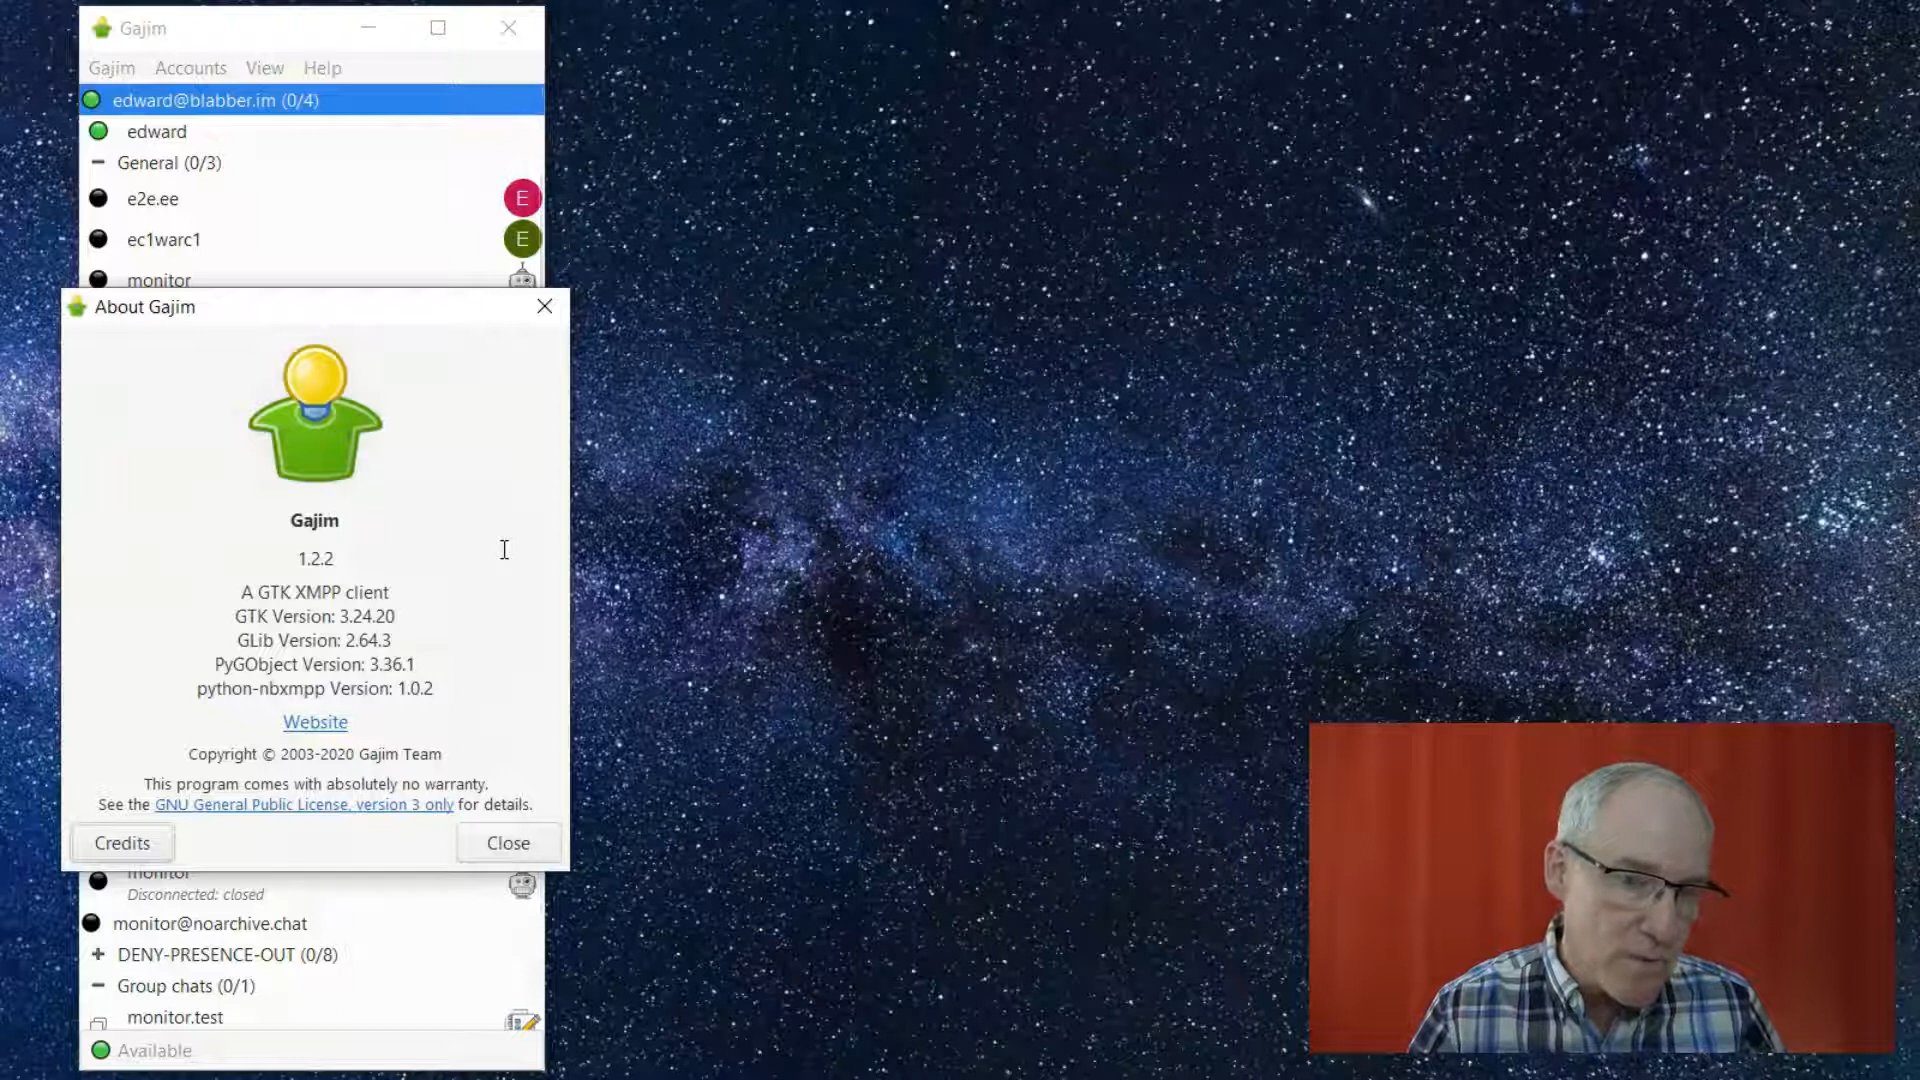 Gajim
Gajim Accounts View Help
edward@blabber.im (0/4)
edward
General (0/3)
e2e.ee
E
ec1warc1
E
monitor
About Gajim
Gajim
1.2.2
A GTK XMPP client
GTK Version: 3.24.20
GLib Version: 2.64.3
PyGObject Version: 3.36.1
python-nbxmpp Version: 1.0.2
Website
Copyright © 2003-2020 Gajim Team
This program comes with absolutely no warranty.
See the GNU General Public License, version 3 only for details.
Credits
Close
monitor
Disconnected: closed
monitor@noarchive.chat
DENY-PRESENCE-OUT (0/8)
Group chats (0/1)
monitor.test
Available